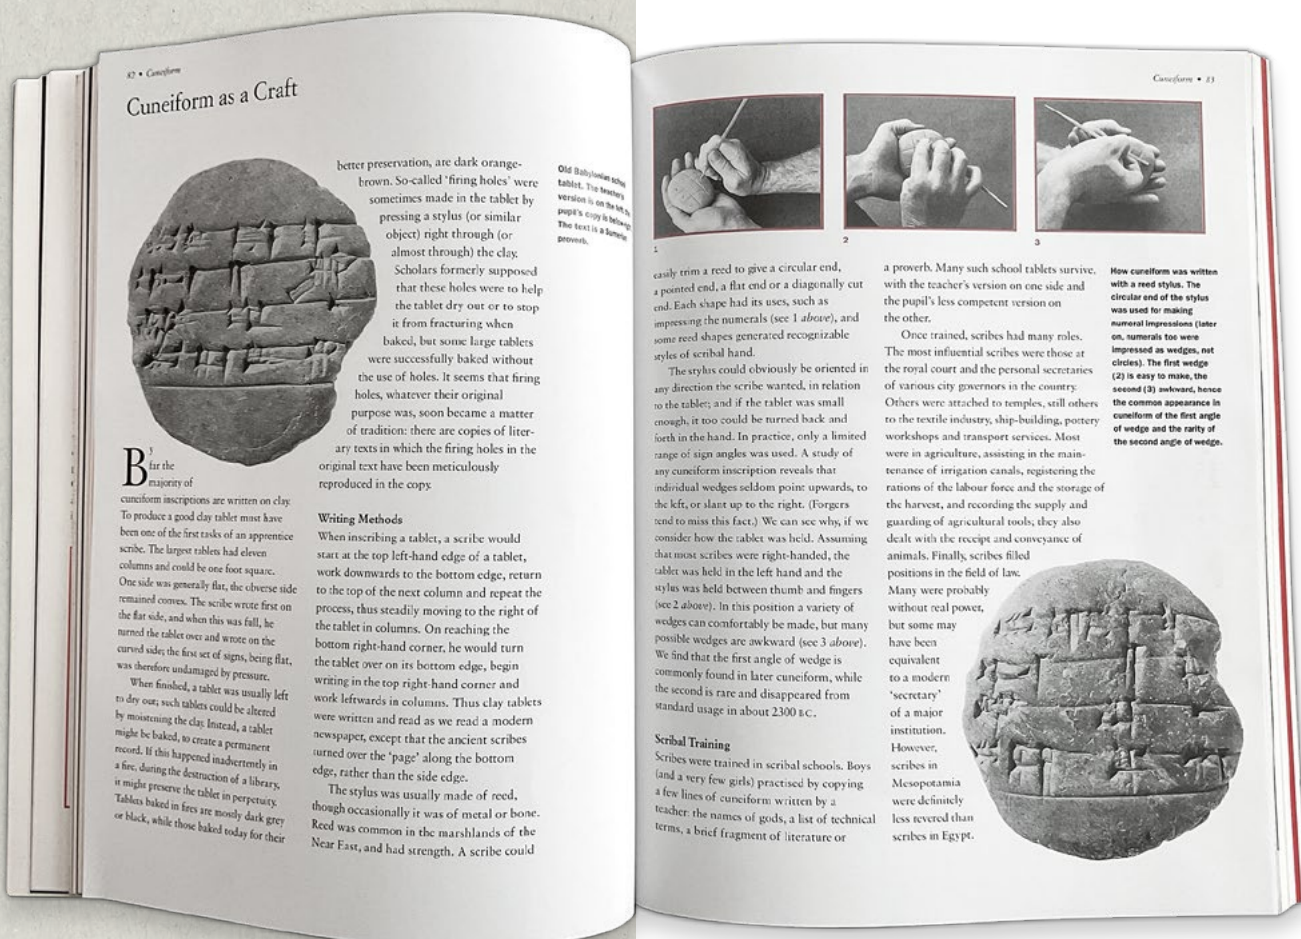 82 • Cuneiform
Cuneiform as a Craft
By
far the
majority of
cuneiform inscriptions are written on clay.
To produce a good clay tablet must have
been one of the first tasks of an apprentice
scribe. The largest tablets had eleven
columns and could be one foot square.
One side was generally flat, the obverse side
remained convex. The scribe wrote first on
the flat side, and when this was full, he
turned the tablet over and wrote on the
curved side; the first set of signs, being flat,
was therefore undamaged by pressure.
When finished, a tablet was usually left
to dry out; such tablets could be altered
by moistening the clay. Instead, a tablet
might be baked, to create a permanent
record. If this happened inadvertently in
a fire, during the destruction of a library,
it might preserve the tablet in perpetuity.
Tablets baked in fires are mostly dark grey
or black, while those baked today for their
better preservation, are dark orange-
brown. So-called 'firing holes' were
sometimes made in the tablet by
pressing a stylus (or similar
object) right through (or
almost through) the clay.
Scholars formerly supposed
that these holes were to help
the tablet dry out or to stop
it from fracturing when
baked, but some large tablets
were successfully baked without
the use of holes. It seems that firing
holes, whatever their original
purpose was, soon became a matter
of tradition: there are copies of liter-
ary texts in which the firing holes in the
original text have been meticulously
reproduced in the copy.
Writing Methods
When inscribing a tablet, a scribe would
start at the top left-hand edge of a tablet,
work downwards to the bottom edge, return
to the top of the next column and repeat the
process, thus steadily moving to the right of
the tablet in columns. On reaching the
bottom right-hand corner, he would turn
the tablet over on its bottom edge, begin
writing in the top right-hand corner and
work leftwards in columns. Thus clay tablets
were written and read as we read a modern
newspaper, except that the ancient scribes
turned over the 'page' along the bottom
edge, rather than the side edge.
The stylus was usually made of reed,
though occasionally it was of metal or bone.
Reed was common in the marshlands of the
Near East, and had strength. A scribe could
Old Babylonian school
tablet. The teacher's
version is on the left, the
pupil's copy is below
The text is a Sumerian
proverb.
Cuneiform • 83
1
2
3
easily trim a reed to give a circular end,
a pointed end, a flat end or a diagonally cut
end. Each shape had its uses, such as
impressing the numerals (see 1 above), and
some reed shapes generated recognizable
styles of scribal hand.
The stylus could obviously be oriented in
any direction the scribe wanted, in relation
to the tablet; and if the tablet was small
enough, it too could be turned back and
forth in the hand. In practice, only a limited
range of sign angles was used. A study of
any cuneiform inscription reveals that
individual wedges seldom point upwards, to
the left, or slant up to the right. (Forgers
tend to miss this fact.) We can see why, if we
consider how the tablet was held. Assuming
that most scribes were right-handed, the
tablet was held in the left hand and the
stylus was held between thumb and fingers
(see 2 above). In this position a variety of
wedges can comfortably be made, but many
possible wedges are awkward (see 3 above).
We find that the first angle of wedge is
commonly found in later cuneiform, while
the second is rare and disappeared from
standard usage in about 2300 BC.
Scribal Training
Scribes were trained in scribal schools. Boys
(and a very few girls) practised by copying
a few lines of cuneiform written by a
teacher: the names of gods, a list of technical
terms, a brief fragment of literature or
a proverb. Many such school tablets survive,
with the teacher's version on one side and
the pupil's less competent version on
the other.
Once trained, scribes had many roles.
The most influential scribes were those at
the royal court and the personal secretaries
of various city governors in the country.
Others were attached to temples, still others
to the textile industry, ship-building, pottery
workshops and transport services. Most
were in agriculture, assisting in the main-
tenance of irrigation canals, registering the
rations of the labour force and the storage of
the harvest, and recording the supply and
guarding of agricultural tools; they also
dealt with the receipt and conveyance of
animals. Finally, scribes filled
positions in the field of law.
Many were probably
without real power,
but some may
have been
equivalent
to a modern
'secretary'
of a major
institution.
However,
scribes in
Mesopotamia
were definitely
less revered than
scribes in Egypt.
How cuneiform was written
with a reed stylus. The
circular end of the stylus
was used for making
numeral impressions (later
on, numerals too were
impressed as wedges, not
circles). The first wedge
(2) is easy to make, the
second (3) awkward, hence
the common appearance in
cuneiform of the first angle
of wedge and the rarity of
the second angle of wedge.